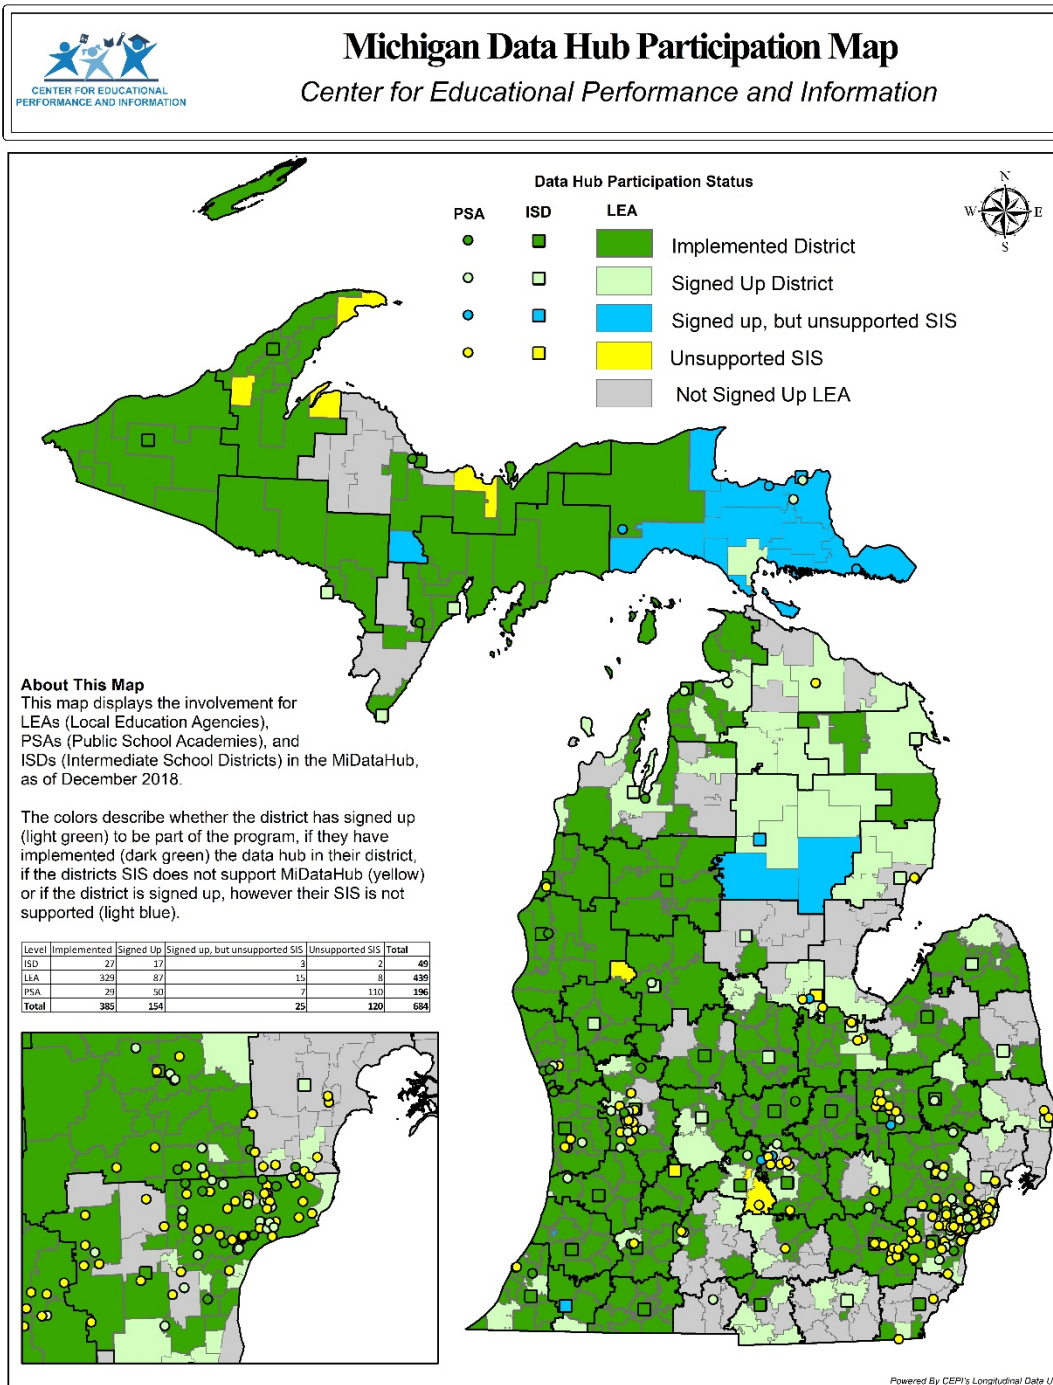 Michigan Data Hub Participation Map
Center for Educational Performance and Information
CENTER FOR EDUCATIONAL
PERFORMANCE AND INFORMATION
Data Hub Participation Status
PSA ISD LEA
Implemented District
Signed Up District
Signed up, but unsupported SIS
Unsupported SIS
Not Signed Up LEA
N
W E
S
About This Map
This map displays the involvement for
LEAs (Local Education Agencies),
PSAs (Public School Academies), and
ISDs (Intermediate School Districts) in the MiDataHub,
as of December 2018.
The colors describe whether the district has signed up
(light green) to be part of the program, if they have
implemented (dark green) the data hub in their district,
if the districts SIS does not support MiDataHub (yellow)
or if the district is signed up, however their SIS is not
supported (light blue).
Level Implemented Signed Up Signed up, but unsupported SIS Unsupported SIS Total
ISD 27 17 3 2 49
LEA 329 87 15 8 439
PSA 29 50 7 110 196
Total 385 154 25 120 684
Powered By CEPI's Longitudinal Data U